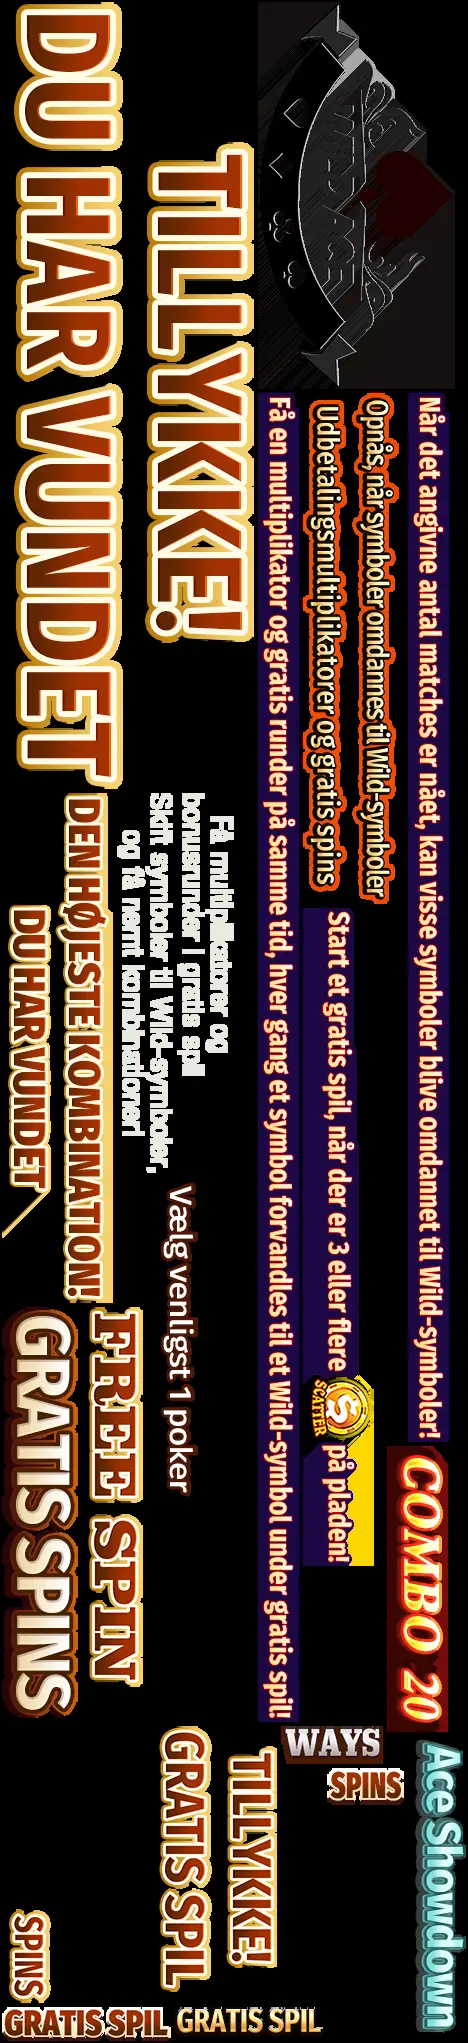 WILD ACE
Når det angivne antal matches er nået, kan visse symboler blive omdannet til Wild-symboler!
Opnås, når symboler omdannes til Wild-symboler
Udbetalingsmultiplikatorer og gratis spins
Få en multiplikator og gratis runder på samme tid, hver gang et symbol forvandles til et Wild-symbol under gratis spil!
TILLYKKE!
DU HAR VUNDET
Start et gratis spil, når der er 3 eller flere SCATTER på pladen!
Få multiplikatorer og
bonusrunder i gratis spil
Skift symboler til Wild-symboler,
og få nemt kombinationer!
DEN HØJESTE KOMBINATION!
DU HAR VUNDET
Vælg venligst 1 poker
FREE SPIN
GRATIS SPINS
COMBO 20
Ace Showdown
WAYS
SPINS
TILLYKKE!
GRATIS SPIL
SPINS
GRATIS SPIL
GRATIS SPIL